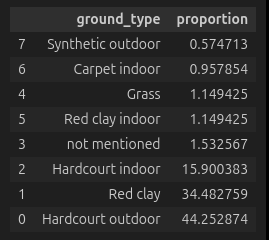 ground_type proportion
7 Synthetic outdoor 0.574713
6 Carpet indoor 0.957854
4 Grass 1.149425
5 Red clay indoor 1.149425
3 not mentioned 1.532567
2 Hardcourt indoor 15.900383
1 Red clay 34.482759
0 Hardcourt outdoor 44.252874